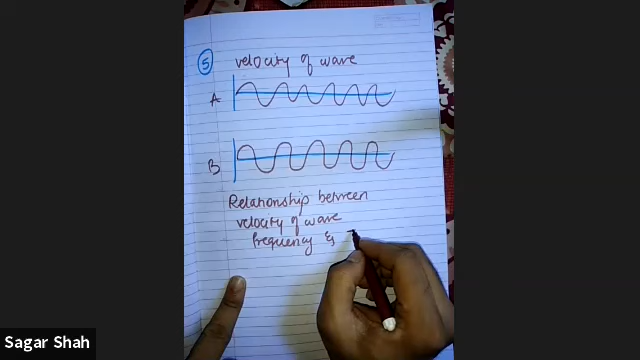 5 velocity of wave
A
B
Relationship between
velocity of wave
frequency &
Sagar Shah